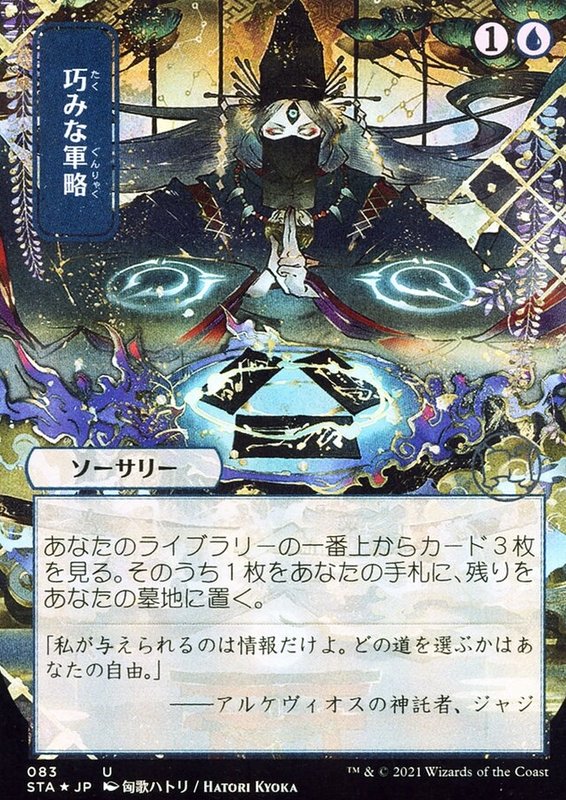 巧みな軍略
たく
ぐんりゃく
1
ソーサリー
あなたのライブラリーの一番上からカード3枚
を見る。そのうち1枚をあなたの手札に、残りを
あなたの墓地に置く。
「私が与えられるのは情報だけよ。どの道を選ぶかはあ
なたの自由。」
――アルケヴィオスの神託者、ジャジ
083 U
STA★JP 匈歌ハトリ / HATORI KYOKA
™ & © 2021 Wizards of the Coast